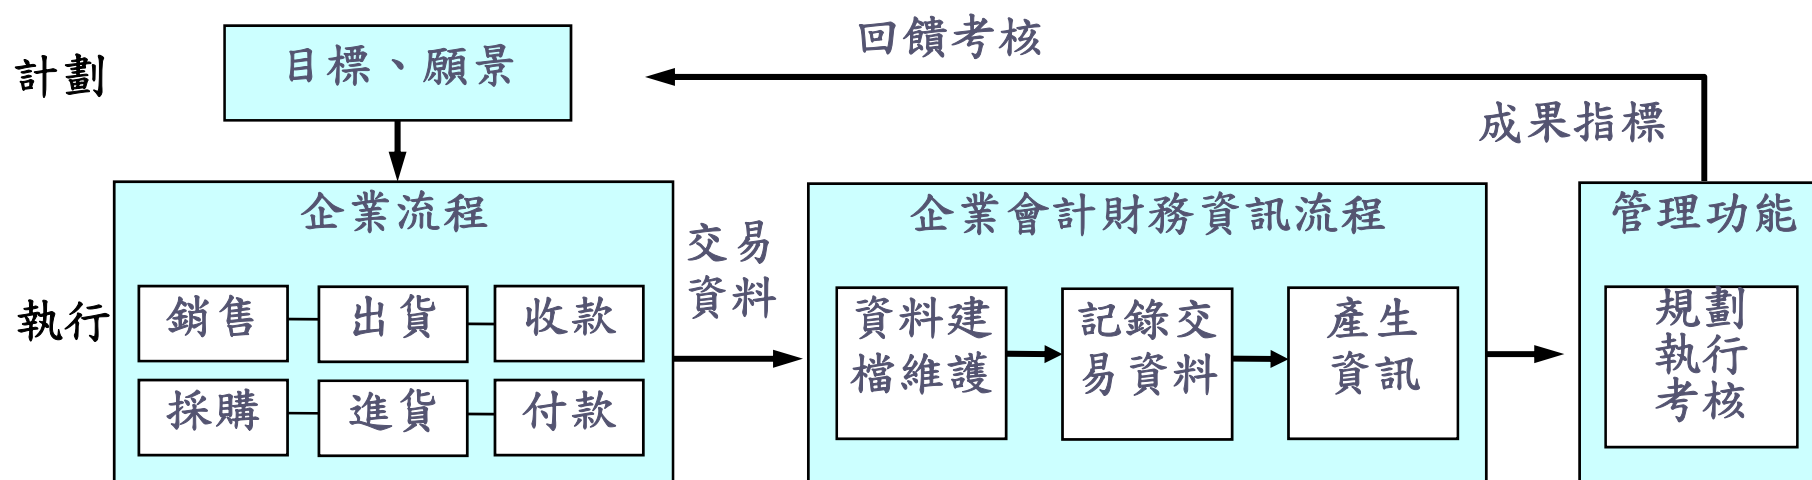 回饋考核
計劃
目標、願景
成果指標
企業流程
交易
資料
企業會計財務資訊流程
管理功能
執行
銷售
出貨
收款
採購
進貨
付款
資料建
檔維護
記錄交
易資料
產生
資訊
規劃
執行
考核